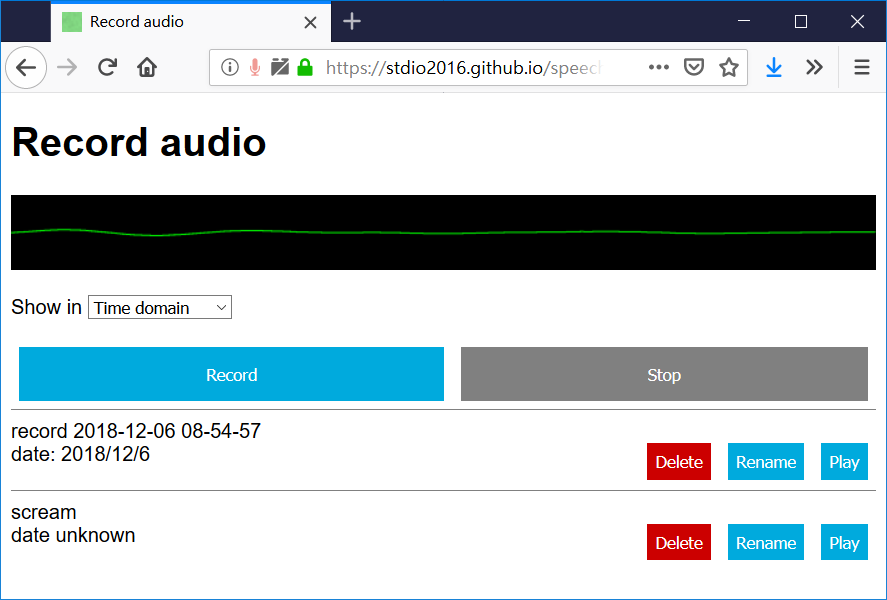 Record audio
https://stdio2016.github.io/speech
Record audio
Show in Time domain
Record Stop
record 2018-12-06 08-54-57
date: 2018/12/6
Delete Rename Play
scream
date unknown
Delete Rename Play